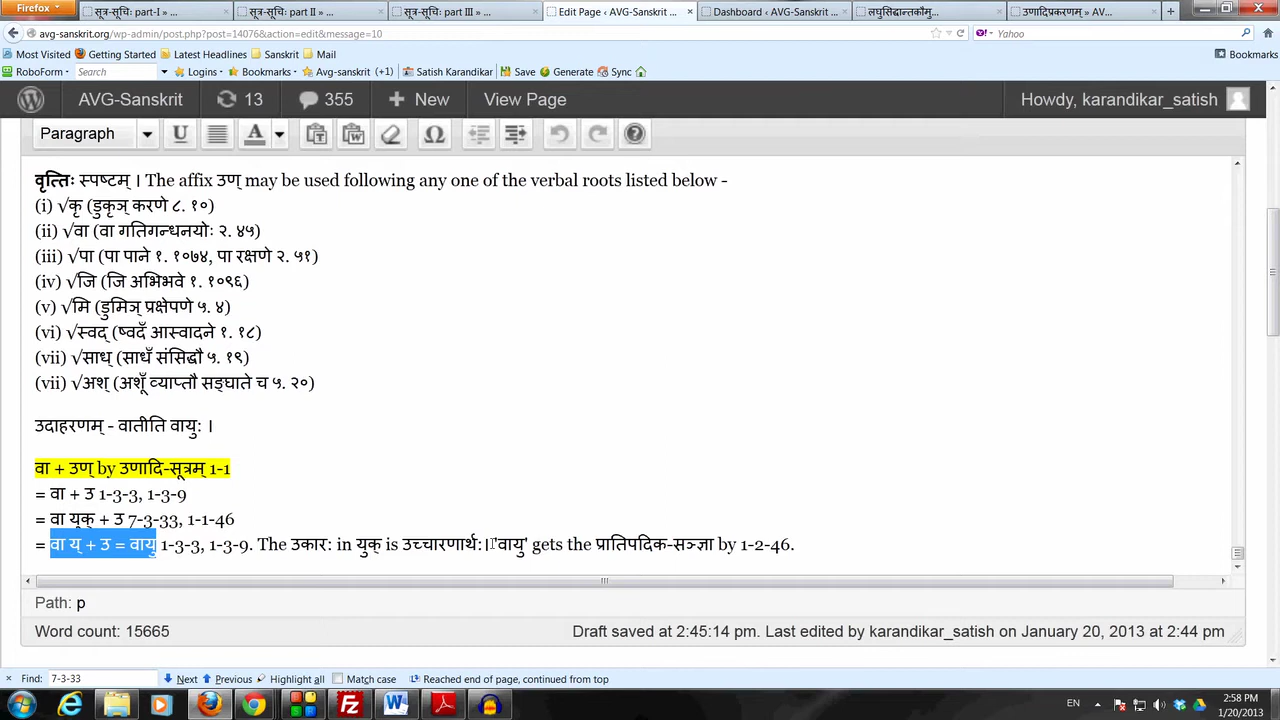 Firefox
सूत्र-सूचिः part-I » ...
सूत्र-सूचिः part II » ...
सूत्र-सूचिः part III » ...
Edit Page ‹ AVG-Sanskrit ...
Dashboard ‹ AVG-Sanskrit ...
लघुसिद्धान्तकौमु...
उणादिप्रकरणम् » AV...
avg-sanskrit.org/wp-admin/post.php?post=14076&action=edit&message=10
Yahoo
Most Visited Getting Started Latest Headlines Sanskrit Mail Bookmarks
RoboForm Search Logins Bookmarks Avg-sanskrit (+1) Satish Karandikar Save Generate Sync
AVG-Sanskrit 13 355 New View Page Howdy, karandikar_satish
Paragraph
वृत्तिः स्पष्टम् । The affix उण् may be used following any one of the verbal roots listed below -
(i) √कृ (डुकृञ् करणे ८. १०)
(ii) √वा (वा गतिगन्धनयोः २. ४५)
(iii) √पा (पा पाने १. १०७४, पा रक्षणे २. ५१)
(iv) √जि (जि अभिभवे १. १०९६)
(v) √मि (डुमिञ् प्रक्षेपणे ५. ४)
(vi) √स्वद् (ष्वदँ आस्वादने १. १८)
(vii) √साध् (साधँ संसिद्धौ ५. १९)
(vii) √अश् (अशूँ व्याप्तौ सङ्घाते च ५. २०)
उदाहरणम् - वातीति वायु: ।
वा + उण् by उणादि-सूत्रम् 1-1
= वा + उ 1-3-3, 1-3-9
= वा युक् + उ 7-3-33, 1-1-46
= वा य् + उ = वायु 1-3-3, 1-3-9. The उकार: in युक् is उच्चारणार्थ:। 'वायु' gets the प्रातिपदिक-सञ्ज्ञा by 1-2-46.
Path: p
Word count: 15665 Draft saved at 2:45:14 pm. Last edited by karandikar_satish on January 20, 2013 at 2:44 pm
Find: 7-3-33 Next Previous Highlight all Match case Reached end of page, continued from top
EN 2:58 PM
1/20/2013